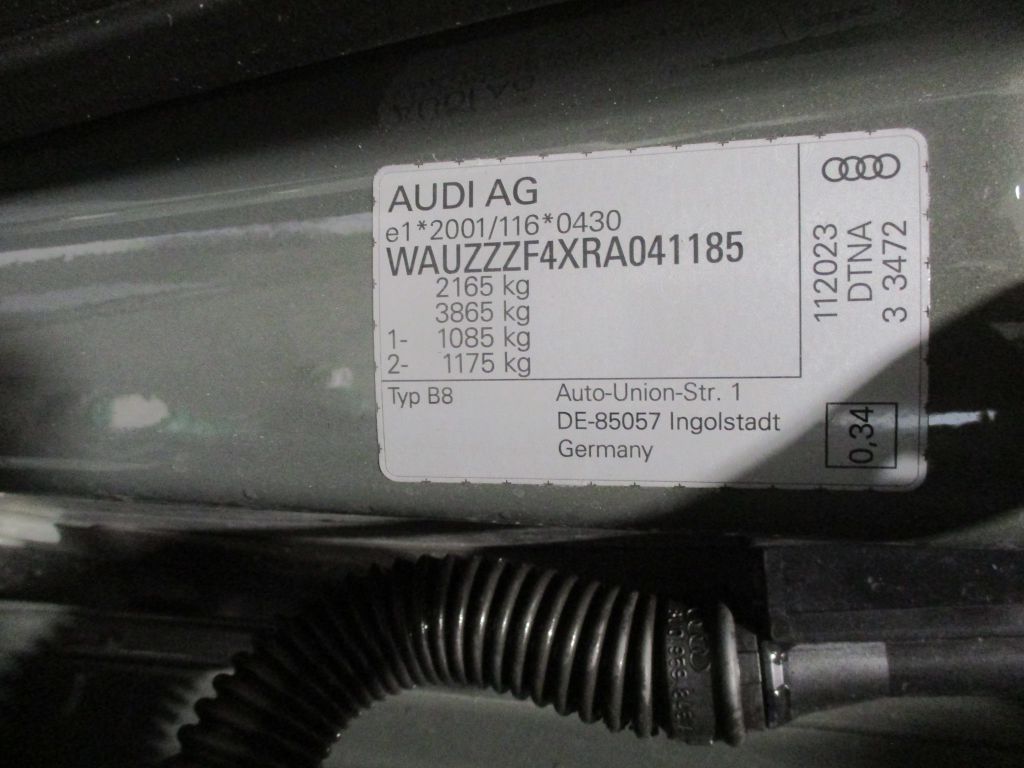 AUDI AG
e1*2001/116*0430
WAUZZZF4XRA041185
2165 kg
3865 kg
1- 1085 kg
2- 1175 kg
Typ B8
Auto-Union-Str. 1
DE-85057 Ingolstadt
Germany
112023
DTNA
3 3472
0,34